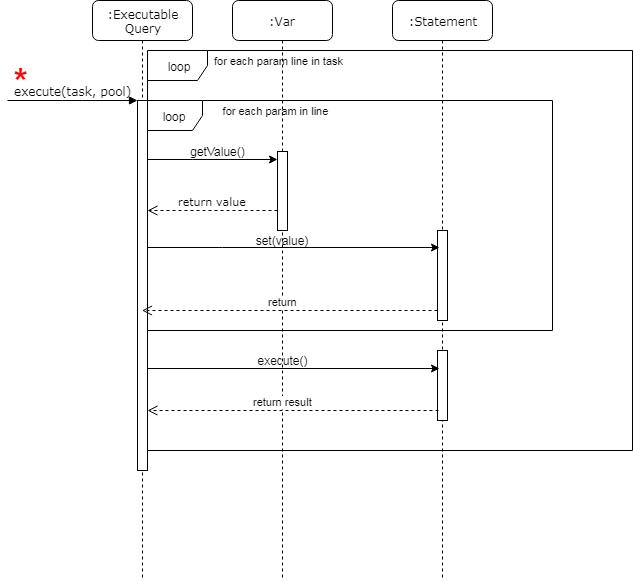 :Executable
Query
:Var
:Statement
loop
for each param line in task
*
execute(task, pool)
loop
for each param in line
getValue()
return value
set(value)
return
execute()
return result